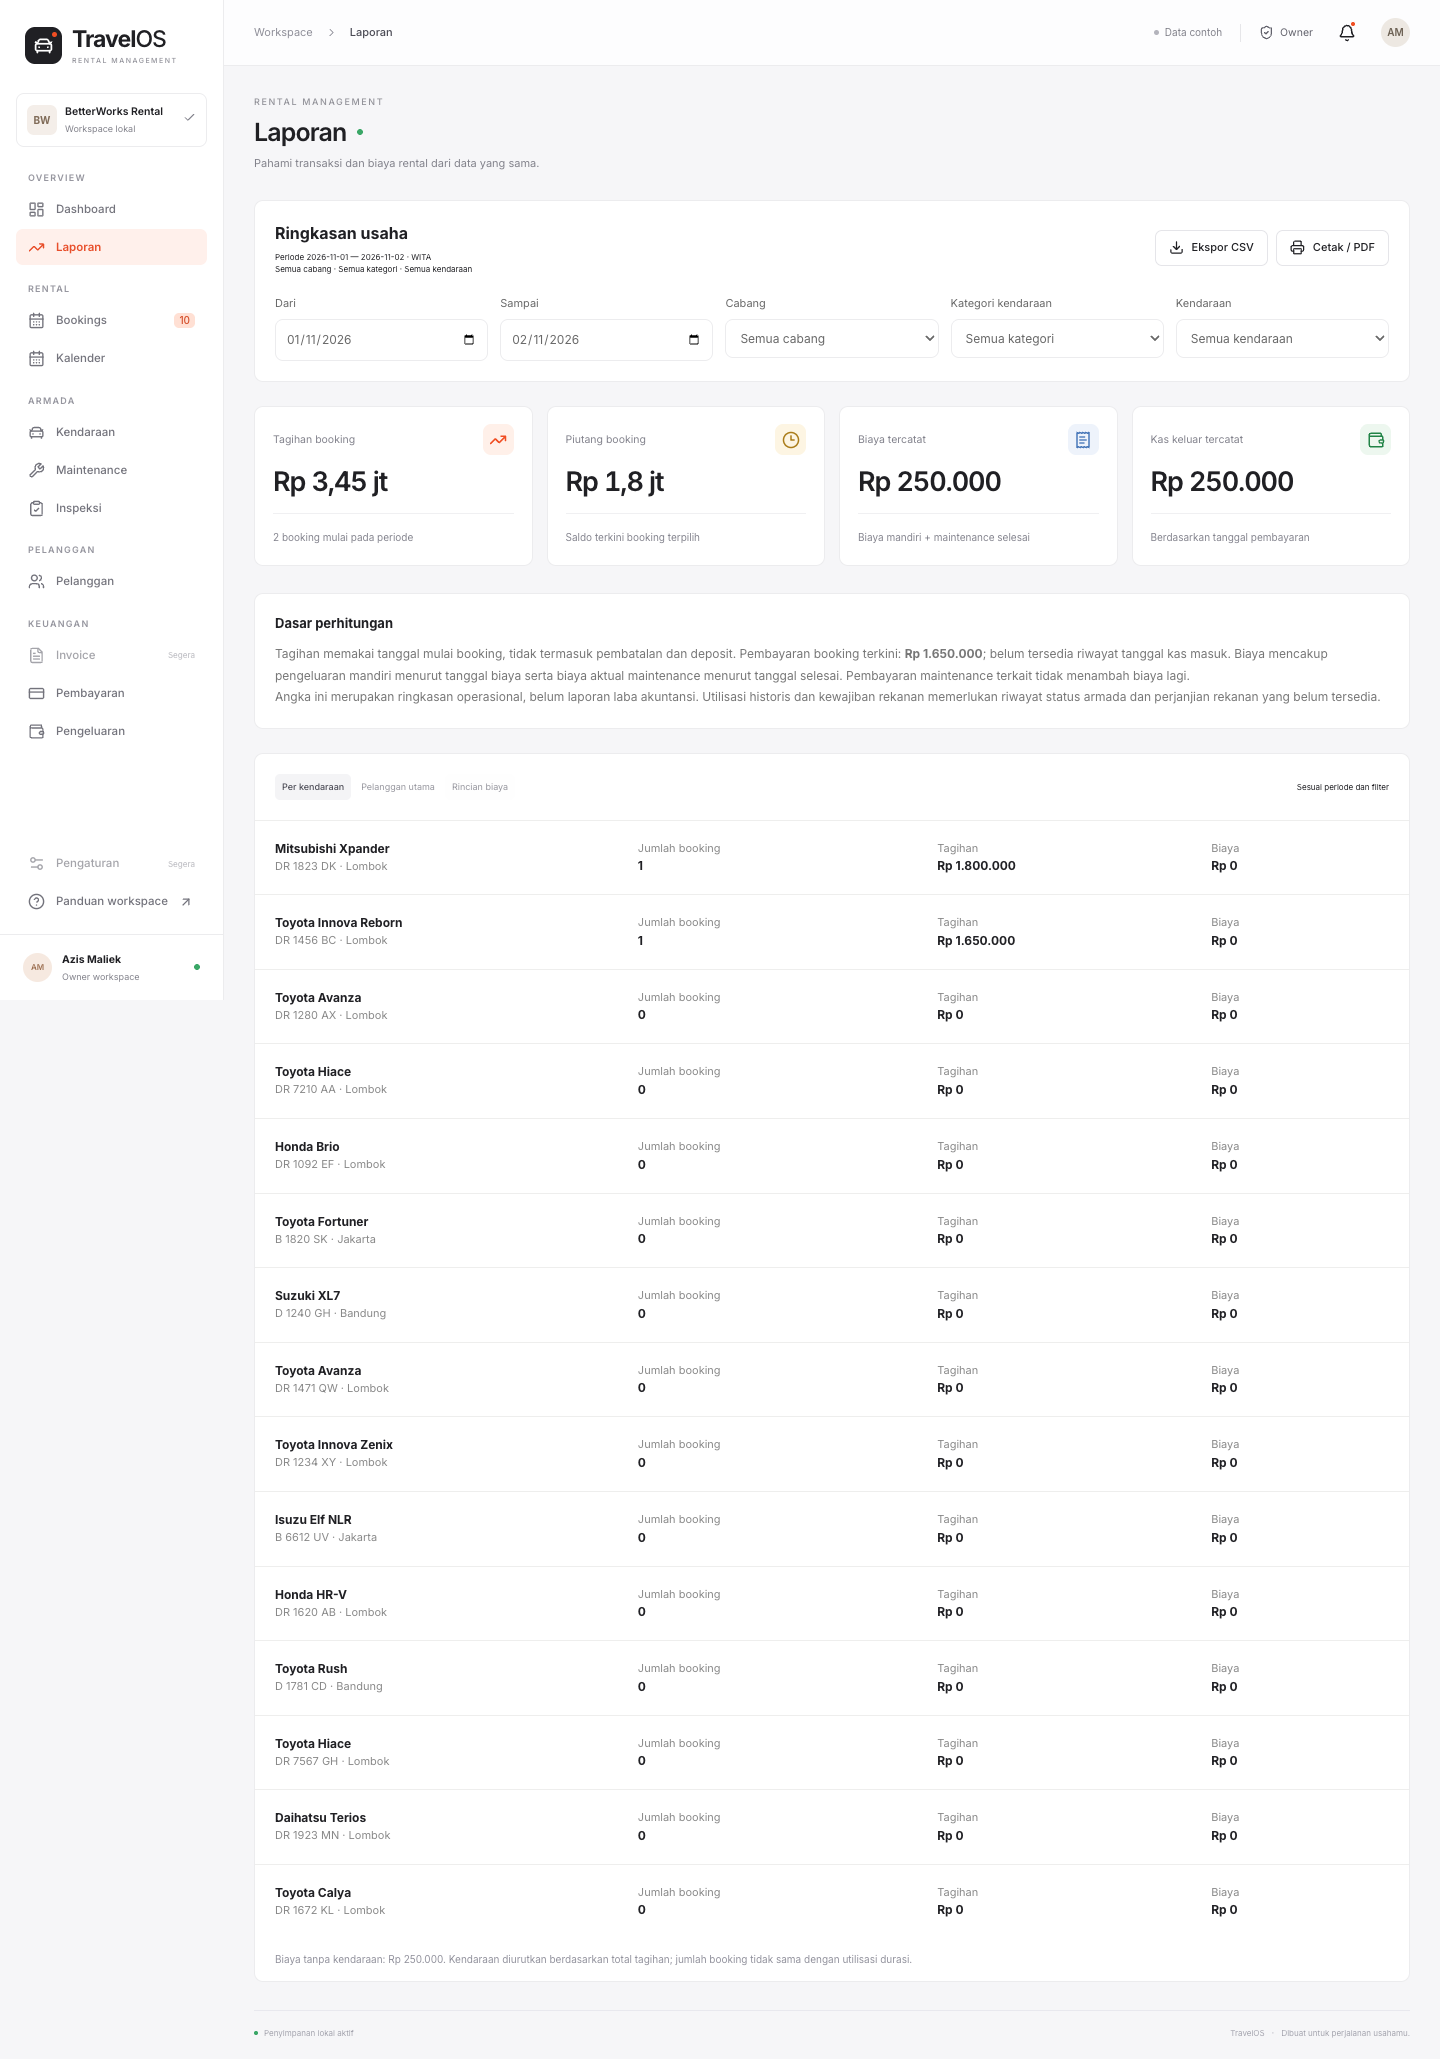 TravelOS
RENTAL MANAGEMENT
BW
BetterWorks Rental
Workspace lokal
OVERVIEW
Dashboard
Laporan
RENTAL
Bookings 10
Kalender
ARMADA
Kendaraan
Maintenance
Inspeksi
PELANGGAN
Pelanggan
KEUANGAN
Invoice Segera
Pembayaran
Pengeluaran
Pengaturan Segera
Panduan workspace
AM
Azis Maliek
Owner workspace
Workspace Laporan
Data contoh
Owner
AM
RENTAL MANAGEMENT
Laporan
Pahami transaksi dan biaya rental dari data yang sama.
Ringkasan usaha
Periode 2026-11-01 — 2026-11-02 · WITA
Semua cabang · Semua kategori · Semua kendaraan
Ekspor CSV
Cetak / PDF
Dari Sampai Cabang Kategori kendaraan Kendaraan
01/11/2026 02/11/2026 Semua cabang Semua kategori Semua kendaraan
Tagihan booking
Rp 3,45 jt
2 booking mulai pada periode
Piutang booking
Rp 1,8 jt
Saldo terkini booking terpilih
Biaya tercatat
Rp 250.000
Biaya mandiri + maintenance selesai
Kas keluar tercatat
Rp 250.000
Berdasarkan tanggal pembayaran
Dasar perhitungan
Tagihan memakai tanggal mulai booking, tidak termasuk pembatalan dan deposit. Pembayaran booking terkini: Rp 1.650.000; belum tersedia riwayat tanggal kas masuk. Biaya mencakup
pengeluaran mandiri menurut tanggal biaya serta biaya aktual maintenance menurut tanggal selesai. Pembayaran maintenance terkait tidak menambah biaya lagi.
Angka ini merupakan ringkasan operasional, belum laporan laba akuntansi. Utilisasi historis dan kewajiban rekanan memerlukan riwayat status armada dan perjanjian rekanan yang belum tersedia.
Per kendaraan Pelanggan utama Rincian biaya Sesuai periode dan filter
Mitsubishi Xpander Jumlah booking Tagihan Biaya
DR 1823 DK · Lombok 1 Rp 1.800.000 Rp 0
Toyota Innova Reborn Jumlah booking Tagihan Biaya
DR 1456 BC · Lombok 1 Rp 1.650.000 Rp 0
Toyota Avanza Jumlah booking Tagihan Biaya
DR 1280 AX · Lombok 0 Rp 0 Rp 0
Toyota Hiace Jumlah booking Tagihan Biaya
DR 7210 AA · Lombok 0 Rp 0 Rp 0
Honda Brio Jumlah booking Tagihan Biaya
DR 1092 EF · Lombok 0 Rp 0 Rp 0
Toyota Fortuner Jumlah booking Tagihan Biaya
B 1820 SK · Jakarta 0 Rp 0 Rp 0
Suzuki XL7 Jumlah booking Tagihan Biaya
D 1240 GH · Bandung 0 Rp 0 Rp 0
Toyota Avanza Jumlah booking Tagihan Biaya
DR 1471 QW · Lombok 0 Rp 0 Rp 0
Toyota Innova Zenix Jumlah booking Tagihan Biaya
DR 1234 XY · Lombok 0 Rp 0 Rp 0
Isuzu Elf NLR Jumlah booking Tagihan Biaya
B 6612 UV · Jakarta 0 Rp 0 Rp 0
Honda HR-V Jumlah booking Tagihan Biaya
DR 1620 AB · Lombok 0 Rp 0 Rp 0
Toyota Rush Jumlah booking Tagihan Biaya
D 1781 CD · Bandung 0 Rp 0 Rp 0
Toyota Hiace Jumlah booking Tagihan Biaya
DR 7567 GH · Lombok 0 Rp 0 Rp 0
Daihatsu Terios Jumlah booking Tagihan Biaya
DR 1923 MN · Lombok 0 Rp 0 Rp 0
Toyota Calya Jumlah booking Tagihan Biaya
DR 1672 KL · Lombok 0 Rp 0 Rp 0
Biaya tanpa kendaraan: Rp 250.000. Kendaraan diurutkan berdasarkan total tagihan; jumlah booking tidak sama dengan utilisasi durasi.
Penyimpanan lokal aktif
TravelOS · Dibuat untuk perjalanan usahamu.